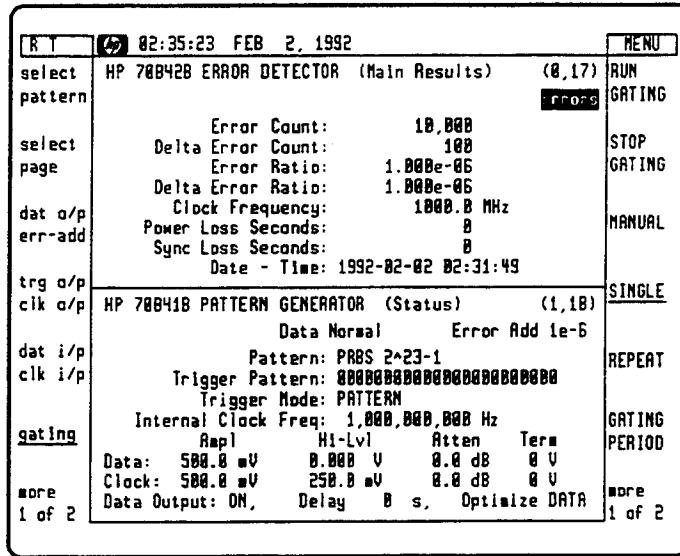 R T hp 02:35:23 FEB 2, 1992 MENU
select pattern
select page
dat o/p err-add
trg o/p clk o/p
dat i/p clk i/p
gating
more 1 of 2
HP 70842B ERROR DETECTOR (Main Results) (0,17)
Errors
Error Count: 10,000
Delta Error Count: 100
Error Ratio: 1.000e-06
Delta Error Ratio: 1.000e-06
Clock Frequency: 1000.0 MHz
Power Loss Seconds: 0
Sync Loss Seconds: 0
Date - Time: 1992-02-02 02:31:49
HP 70841B PATTERN GENERATOR (Status) (1,18)
Data Normal Error Add 1e-6
Pattern: PRBS 2^23-1
Trigger Pattern: 00000000000000000000000
Trigger Mode: PATTERN
Internal Clock Freq: 1,000,000,000 Hz
Ampl Hi-Lvl Atten Term
Data: 500.0 mV 0.000 V 0.0 dB 0 V
Clock: 500.0 mV 250.0 mV 0.0 dB 0 V
Data Output: ON, Delay 0 s, Optimize DATA
RUN GATING
STOP GATING
MANUAL
SINGLE
REPEAT
GATING PERIOD
more 1 of 2